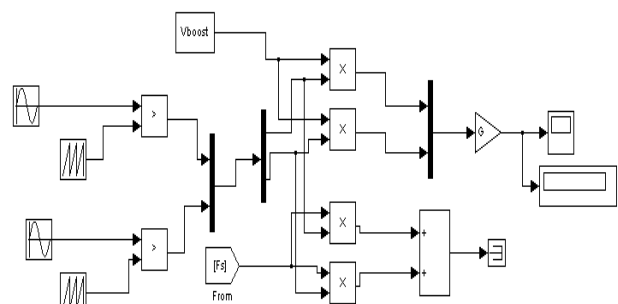 Vboost
×
>
×
G
×
+
>
[Fs]
×
+
From